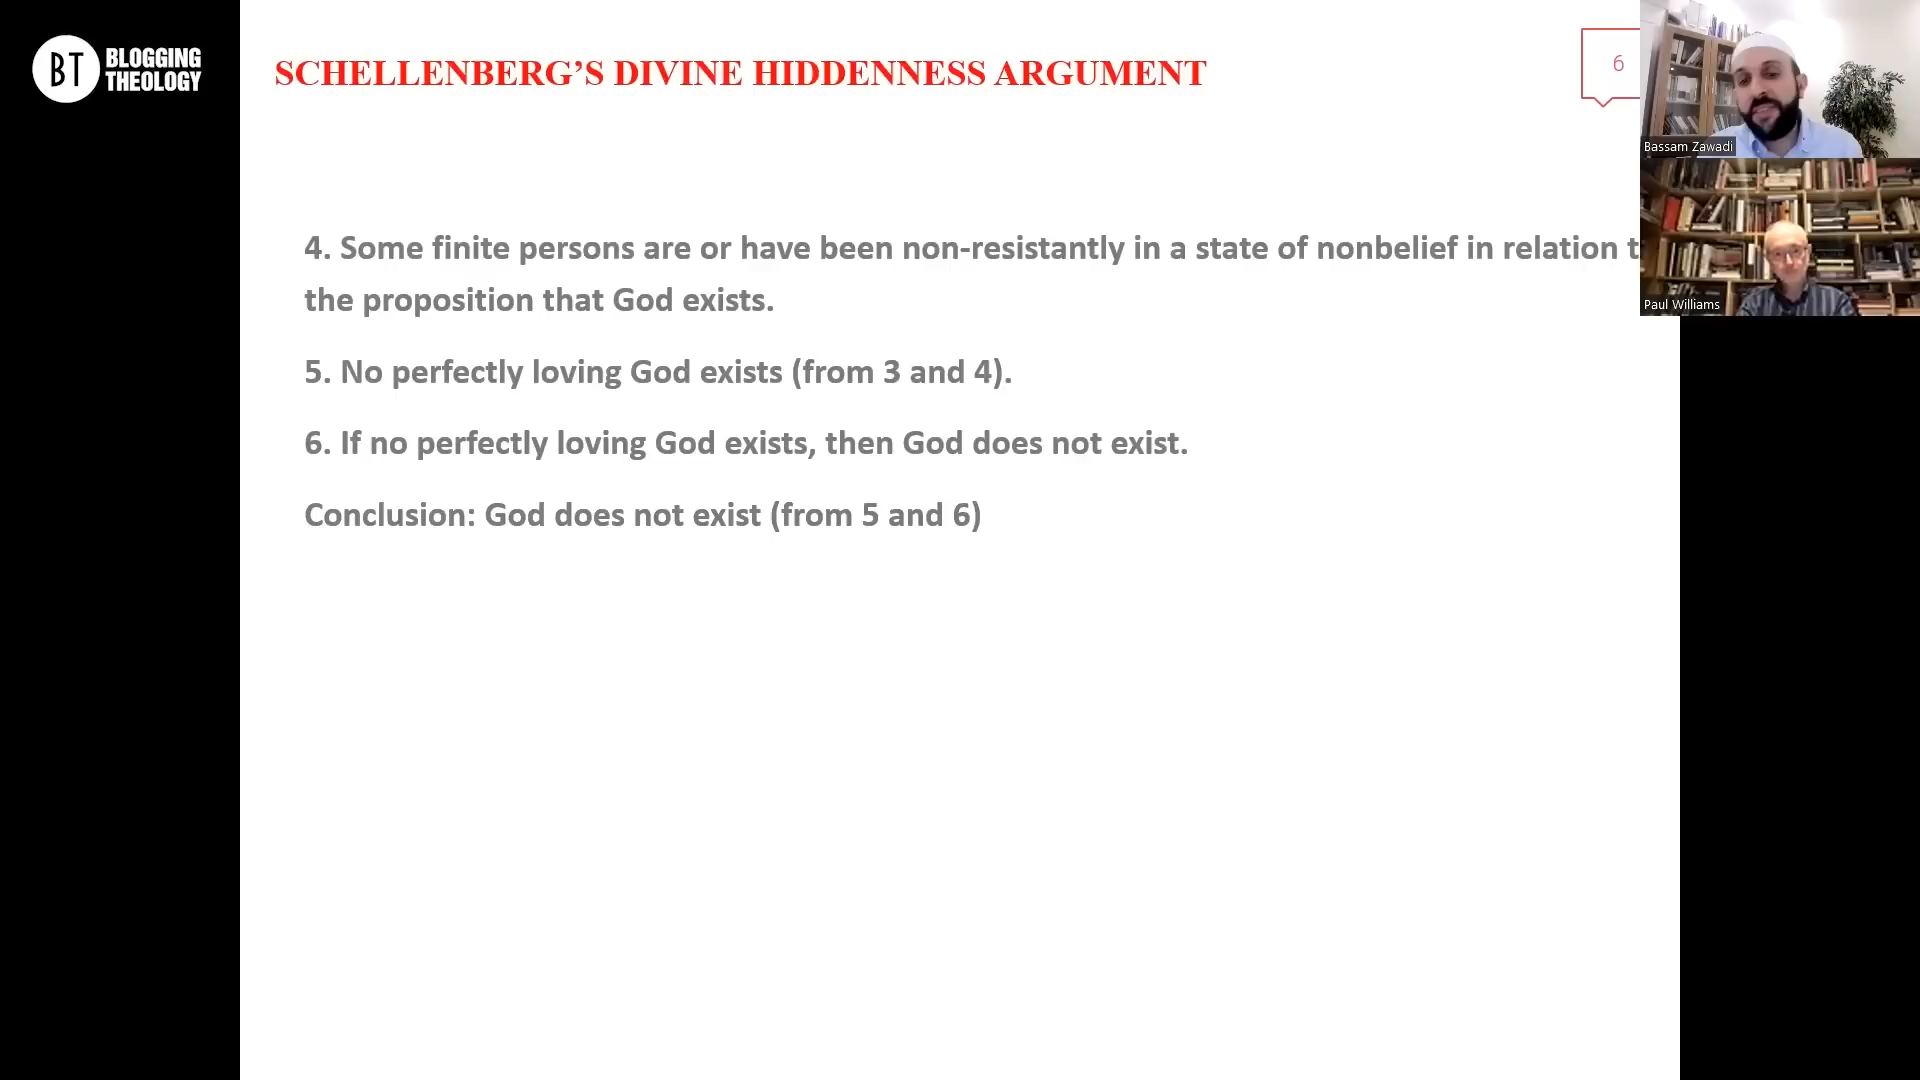 BT BLOGGING
THEOLOGY
SCHELLENBERG’S DIVINE HIDDENNESS ARGUMENT
6
4. Some finite persons are or have been non-resistantly in a state of nonbelief in relation t
the proposition that God exists.
5. No perfectly loving God exists (from 3 and 4).
6. If no perfectly loving God exists, then God does not exist.
Conclusion: God does not exist (from 5 and 6)
Bassam Zawadi
Paul Williams